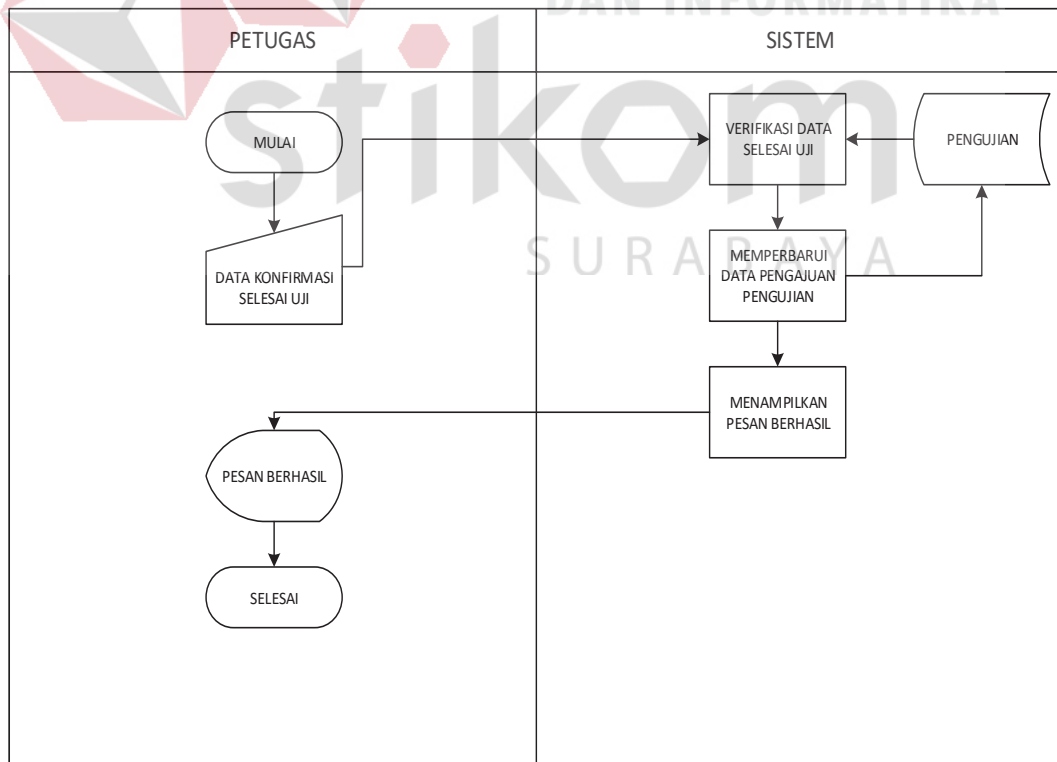 DAN INFORMATIKA
PETUGAS
SISTEM
stikom
SURABAYA
MULAI
VERIFIKASI DATA
SELESAI UJI
PENGUJIAN
DATA KONFIRMASI
SELESAI UJI
MEMPERBARUI
DATA PENGAJUAN
PENGUJIAN
MENAMPILKAN
PESAN BERHASIL
PESAN BERHASIL
SELESAI